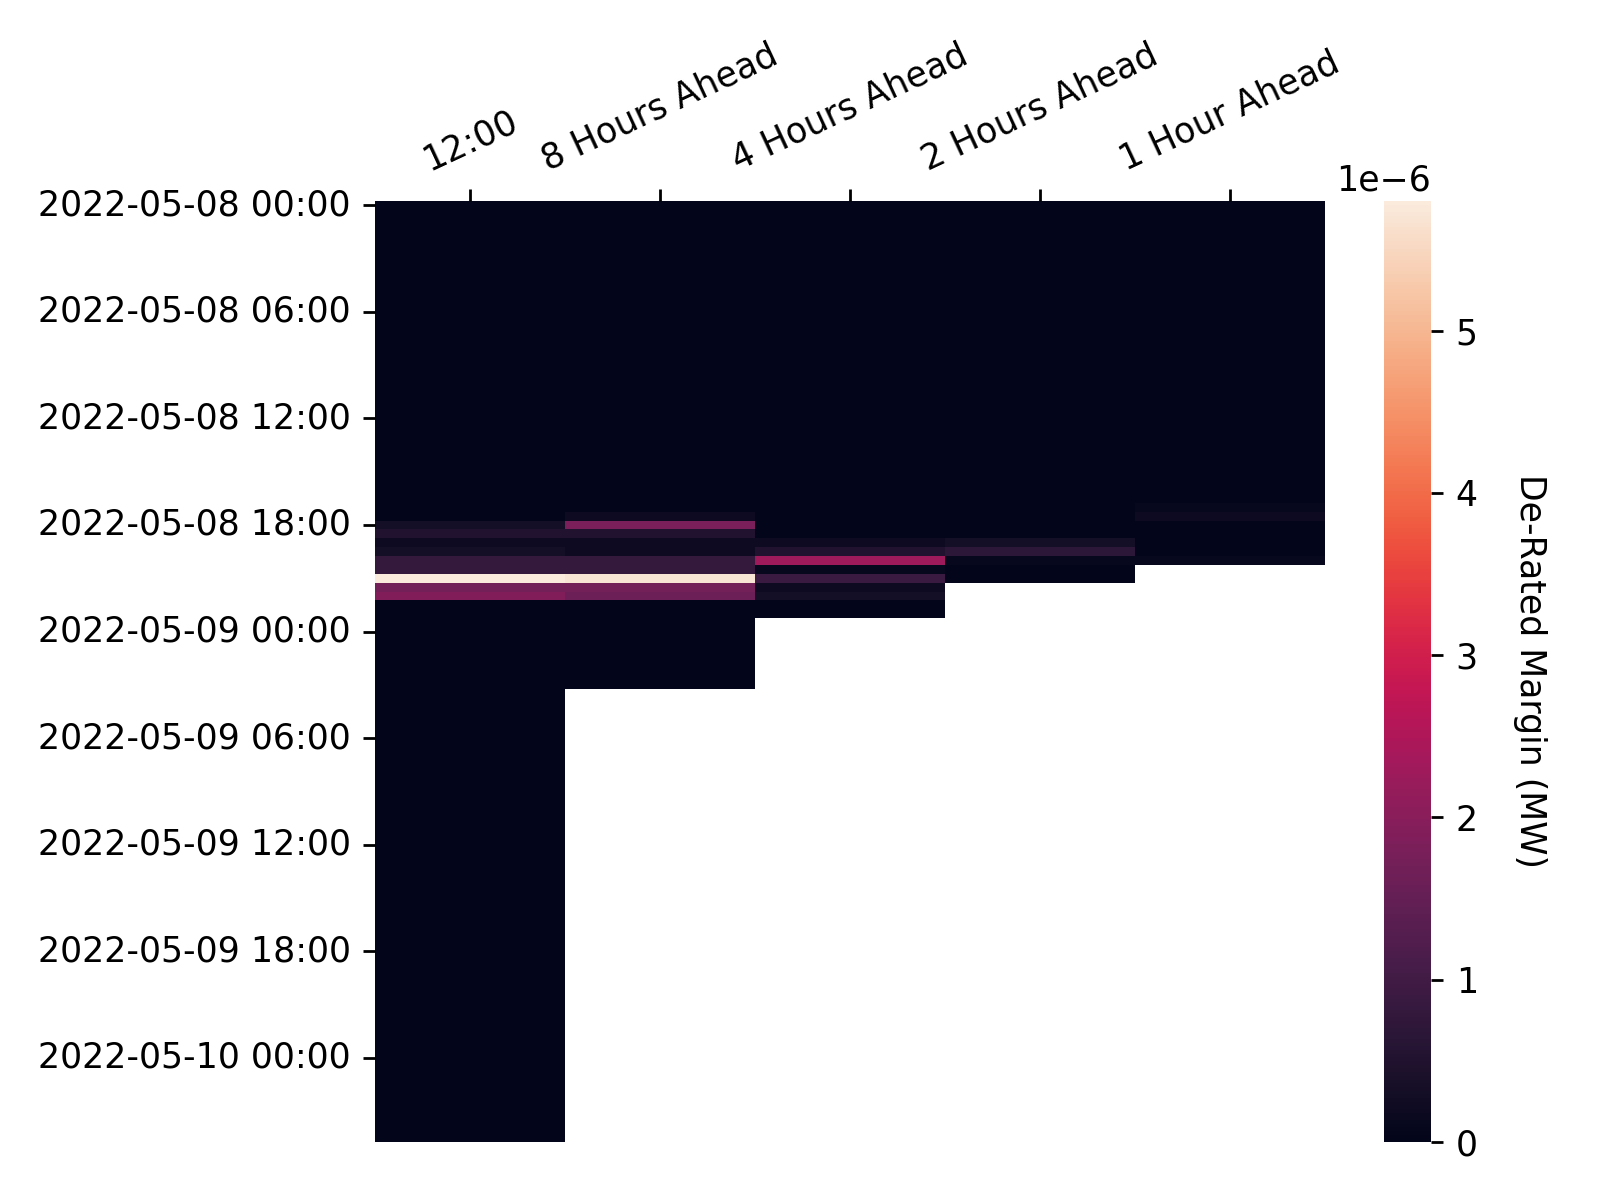 12:00
8 Hours Ahead
4 Hours Ahead
2 Hours Ahead
1 Hour Ahead
1e−6
2022-05-08 00:00
2022-05-08 06:00
2022-05-08 12:00
2022-05-08 18:00
2022-05-09 00:00
2022-05-09 06:00
2022-05-09 12:00
2022-05-09 18:00
2022-05-10 00:00
5
4
3
2
1
0
De-Rated Margin (MW)